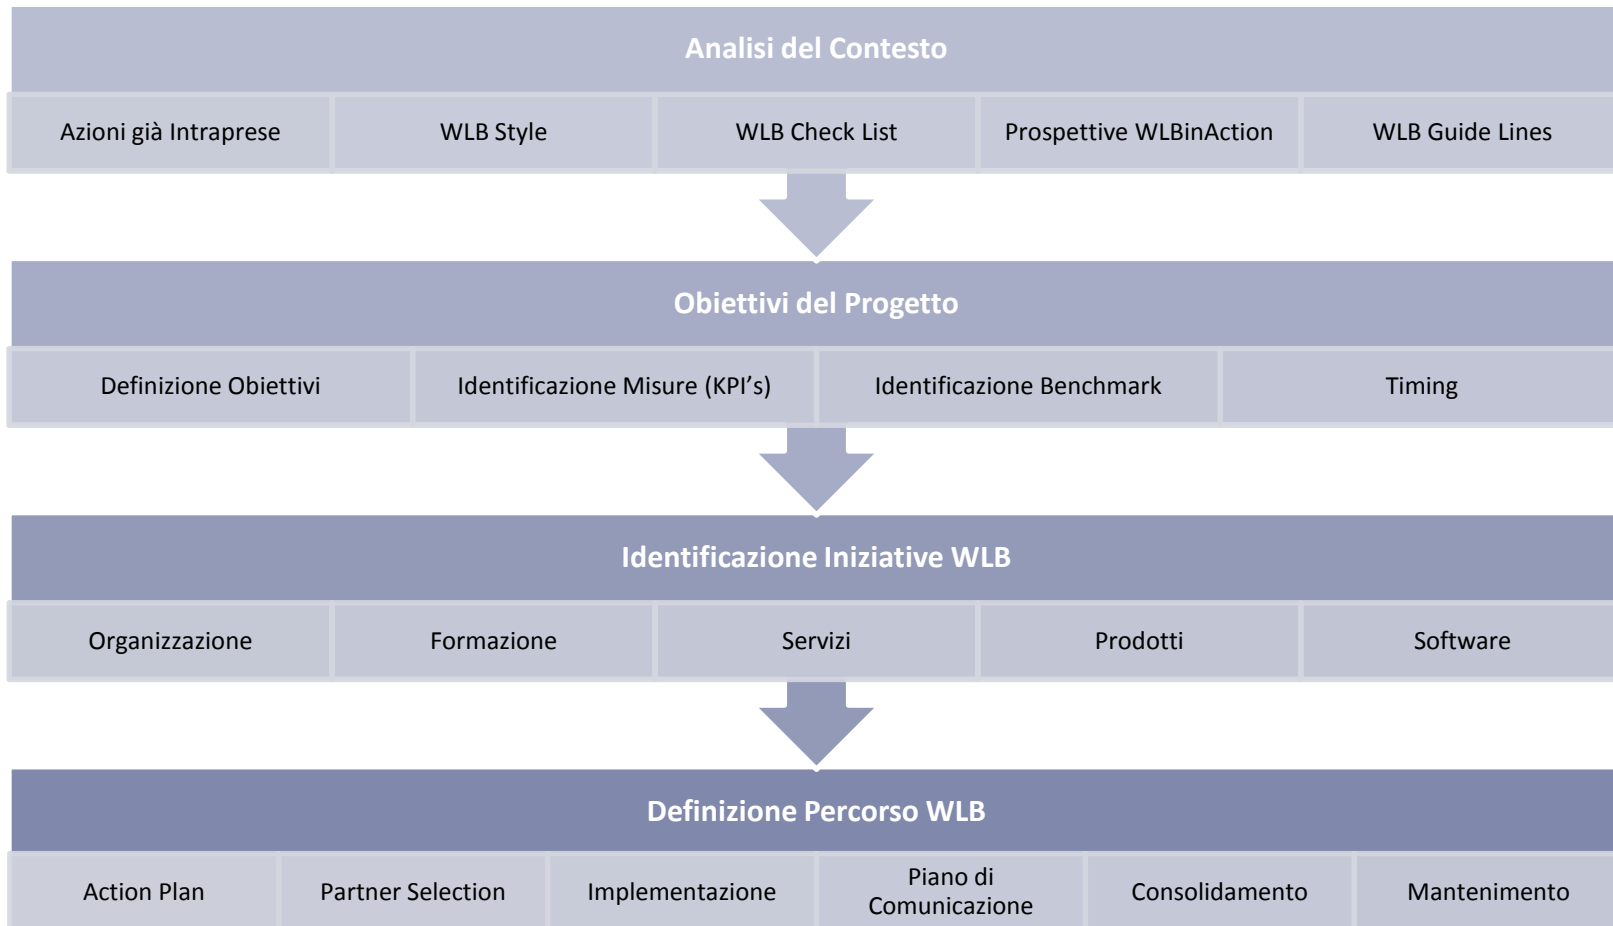 Analisi del Contesto
Azioni già Intraprese
WLB Style
WLB Check List
Prospettive WLBinAction
WLB Guide Lines
Obiettivi del Progetto
Definizione Obiettivi
Identificazione Misure (KPI's)
Identificazione Benchmark
Timing
Identificazione Iniziative WLB
Organizzazione
Formazione
Servizi
Prodotti
Software
Definizione Percorso WLB
Action Plan
Partner Selection
Implementazione
Piano di
Comunicazione
Consolidamento
Mantenimento